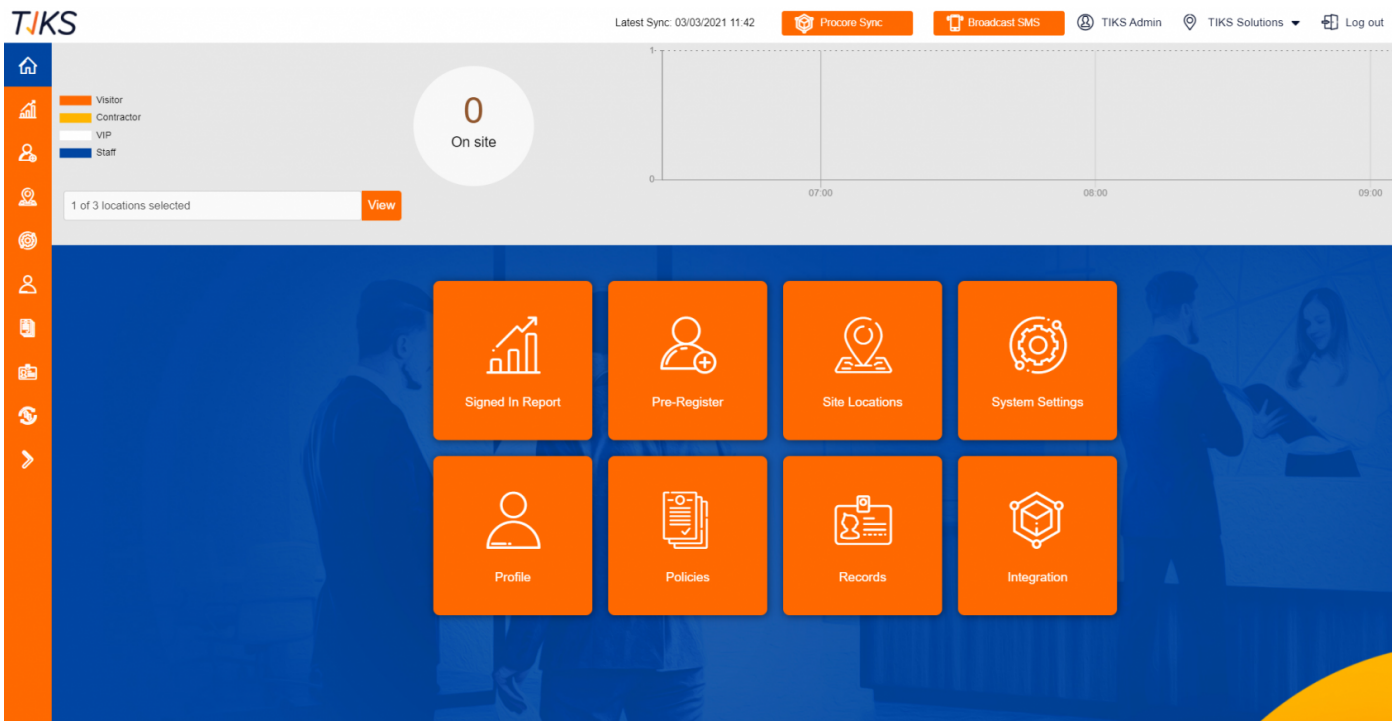 TIKS
Latest Sync: 03/03/2021 11:42
Procore Sync
Broadcast SMS
TIKS Admin
TIKS Solutions
Log out
Visitor
Contractor
VIP
Staff
0
On site
1 of 3 locations selected
View
1
0
07:00
08:00
09:00
Signed In Report
Pre-Register
Site Locations
System Settings
Profile
Policies
Records
Integration